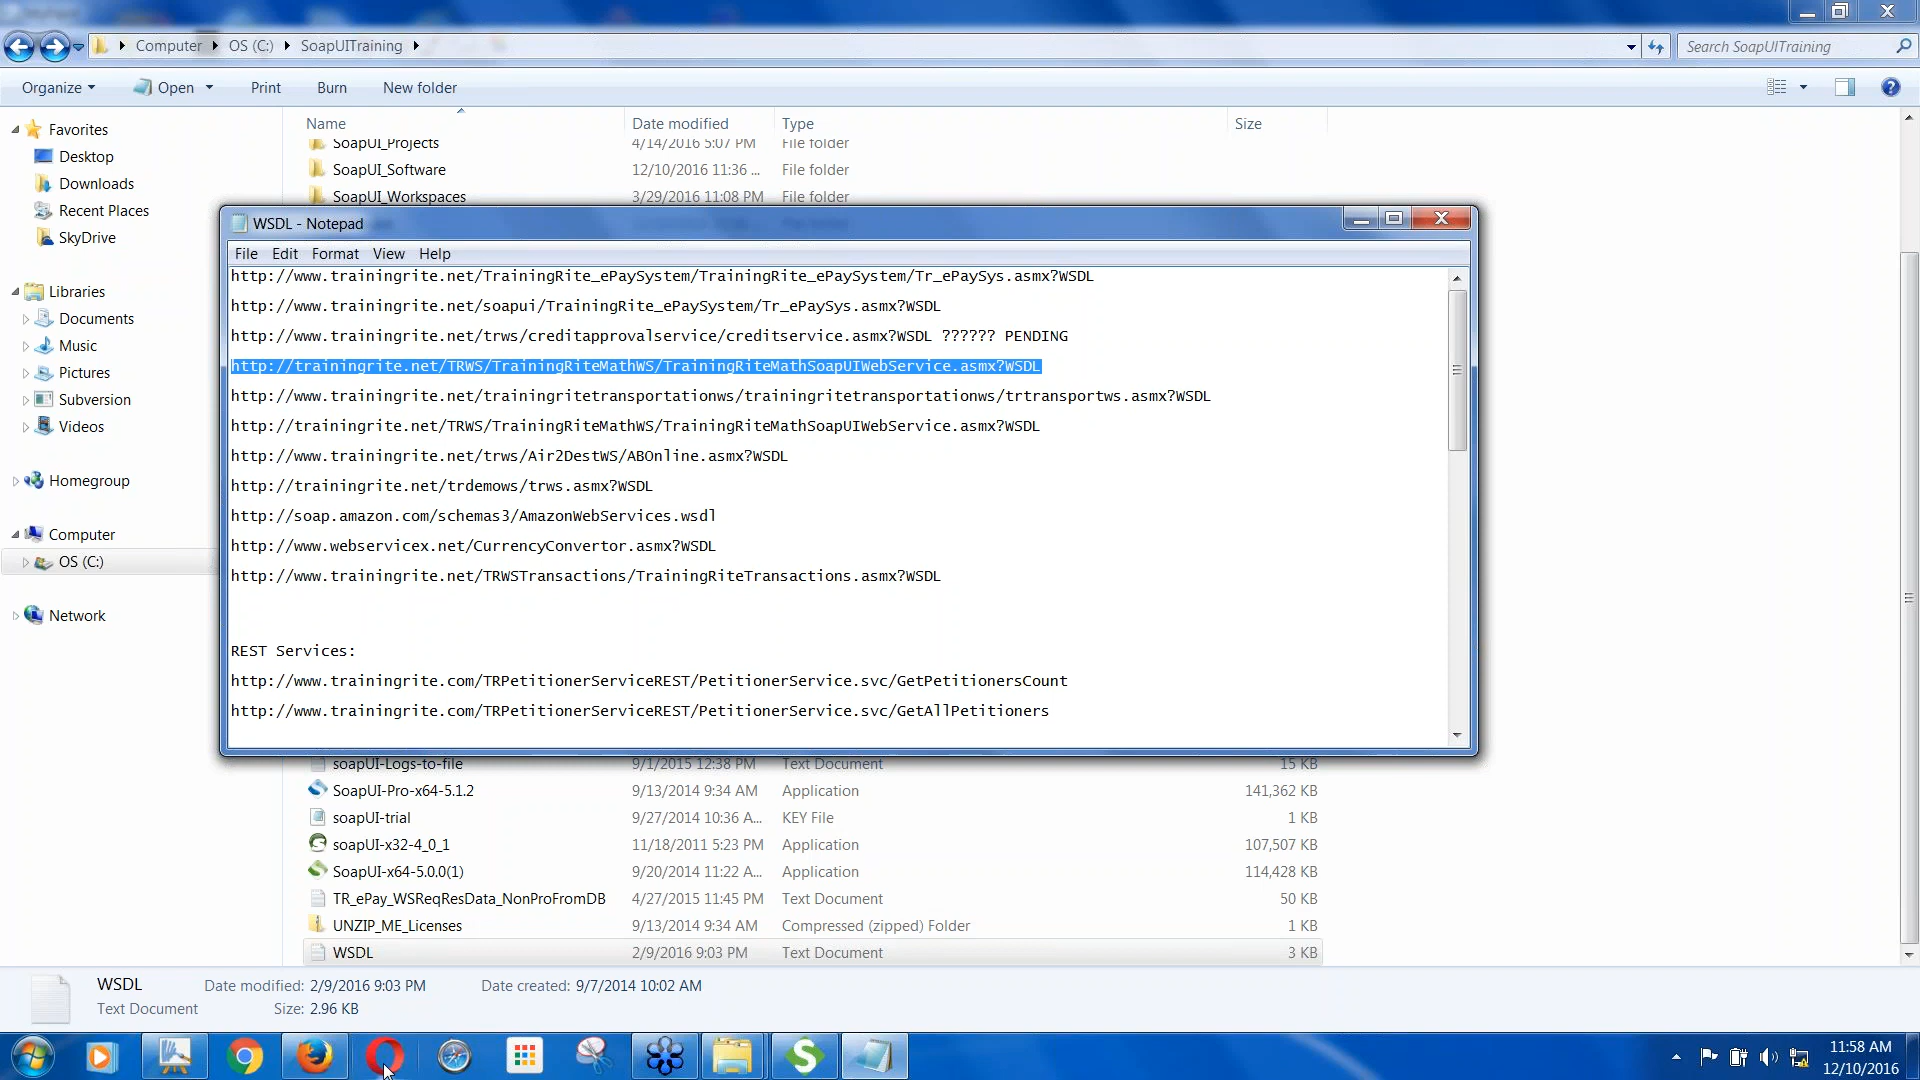 Computer OS (C:) SoapUITraining
Search SoapUITraining
Organize Open Print Burn New folder
Name Date modified Type Size
Favorites
Desktop
Downloads
Recent Places
SkyDrive
Libraries
Documents
Music
Pictures
Subversion
Videos
Homegroup
Computer
OS (C:)
Network
SoapUI_Projects 4/14/2016 5:07 PM File folder
SoapUI_Software 12/10/2016 11:36 ... File folder
SoapUI_Workspaces 3/29/2016 11:08 PM File folder
WSDL - Notepad
File Edit Format View Help
http://www.trainingrite.net/TrainingRite_ePaySystem/TrainingRite_ePaySystem/Tr_ePaySys.asmx?WSDL
http://www.trainingrite.net/soapui/TrainingRite_ePaySystem/Tr_ePaySys.asmx?WSDL
http://www.trainingrite.net/trws/creditapprovalservice/creditservice.asmx?WSDL ?????? PENDING
http://trainingrite.net/TRWS/TrainingRiteMathWS/TrainingRiteMathSoapUIWebService.asmx?WSDL
http://www.trainingrite.net/trainingritetransportationws/trainingritetransportationws/trtransportws.asmx?WSDL
http://trainingrite.net/TRWS/TrainingRiteMathWS/TrainingRiteMathSoapUIWebService.asmx?WSDL
http://www.trainingrite.net/trws/Air2DestWS/ABOnline.asmx?WSDL
http://trainingrite.net/trdemows/trws.asmx?WSDL
http://soap.amazon.com/schemas3/AmazonWebServices.wsdl
http://www.webservicex.net/CurrencyConvertor.asmx?WSDL
http://www.trainingrite.net/TRWSTransactions/TrainingRiteTransactions.asmx?WSDL
REST Services:
http://www.trainingrite.com/TRPetitionerServiceREST/PetitionerService.svc/GetPetitionersCount
http://www.trainingrite.com/TRPetitionerServiceREST/PetitionerService.svc/GetAllPetitioners
soapUI-Logs-to-file 9/1/2015 12:38 PM Text Document 15 KB
SoapUI-Pro-x64-5.1.2 9/13/2014 9:34 AM Application 141,362 KB
soapUI-trial 9/27/2014 10:36 A... KEY File 1 KB
soapUI-x32-4_0_1 11/18/2011 5:23 PM Application 107,507 KB
SoapUI-x64-5.0.0(1) 9/20/2014 11:22 A... Application 114,428 KB
TR_ePay_WSReqResData_NonProFromDB 4/27/2015 11:45 PM Text Document 50 KB
UNZIP_ME_Licenses 9/13/2014 9:34 AM Compressed (zipped) Folder 1 KB
WSDL 2/9/2016 9:03 PM Text Document 3 KB
WSDL Date modified: 2/9/2016 9:03 PM Date created: 9/7/2014 10:02 AM
Text Document Size: 2.96 KB
11:58 AM
12/10/2016